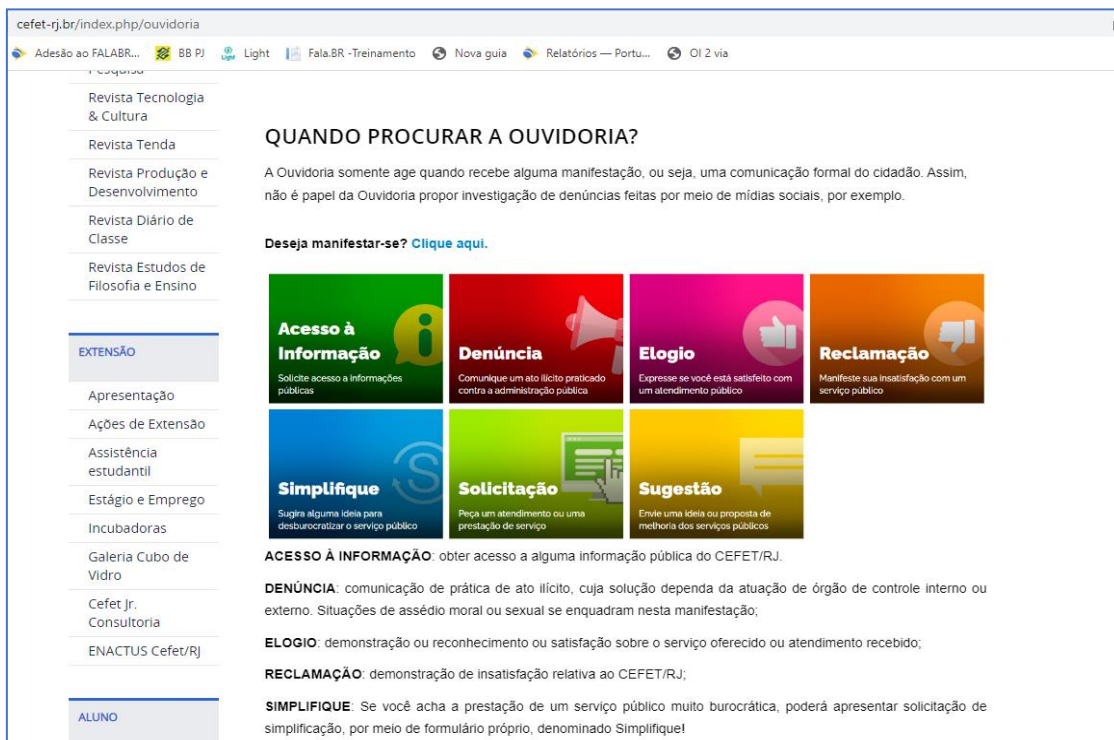 cefet-rj.br/index.php/ouvidoria
Adesão ao FALABR... BB PJ Light Fala.BR -Treinamento Nova guia Relatórios — Portu... OI 2 via
Pesquisa
Revista Tecnologia
& Cultura
Revista Tenda
Revista Produção e
Desenvolvimento
Revista Diário de
Classe
Revista Estudos de
Filosofia e Ensino
EXTENSÃO
Apresentação
Ações de Extensão
Assistência
estudantil
Estágio e Emprego
Incubadoras
Galeria Cubo de
Vidro
Cefet Jr.
Consultoria
ENACTUS Cefet/RJ
ALUNO
QUANDO PROCURAR A OUVIDORIA?
A Ouvidoria somente age quando recebe alguma manifestação, ou seja, uma comunicação formal do cidadão. Assim,
não é papel da Ouvidoria propor investigação de denúncias feitas por meio de mídias sociais, por exemplo.
Deseja manifestar-se? Clique aqui.
Acesso à
Informação
Solicite acesso a informações
públicas
Denúncia
Comunique um ato ilícito praticado
contra a administração pública
Elogio
Expresse se você está satisfeito com
um atendimento público
Reclamação
Manifeste sua insatisfação com um
serviço público
Simplifique
Sugira alguma ideia para
desburocratizar o serviço público
Solicitação
Peça um atendimento ou uma
prestação de serviço
Sugestão
Envie uma ideia ou proposta de
melhoria dos serviços públicos
ACESSO À INFORMAÇÃO: obter acesso a alguma informação pública do CEFET/RJ.
DENÚNCIA: comunicação de prática de ato ilícito, cuja solução dependa da atuação de órgão de controle interno ou
externo. Situações de assédio moral ou sexual se enquadram nesta manifestação;
ELOGIO: demonstração ou reconhecimento ou satisfação sobre o serviço oferecido ou atendimento recebido;
RECLAMAÇÃO: demonstração de insatisfação relativa ao CEFET/RJ;
SIMPLIFIQUE: Se você acha a prestação de um serviço público muito burocrática, poderá apresentar solicitação de
simplificação, por meio de formulário próprio, denominado Simplifique!